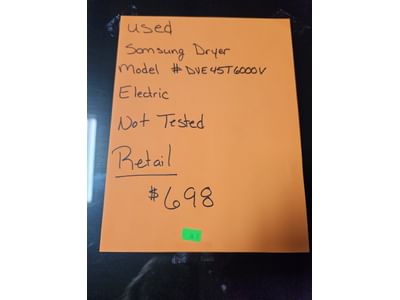 used
Samsung Dryer
Model # DVE45T6000V
Electric
Not Tested
Retail
$698